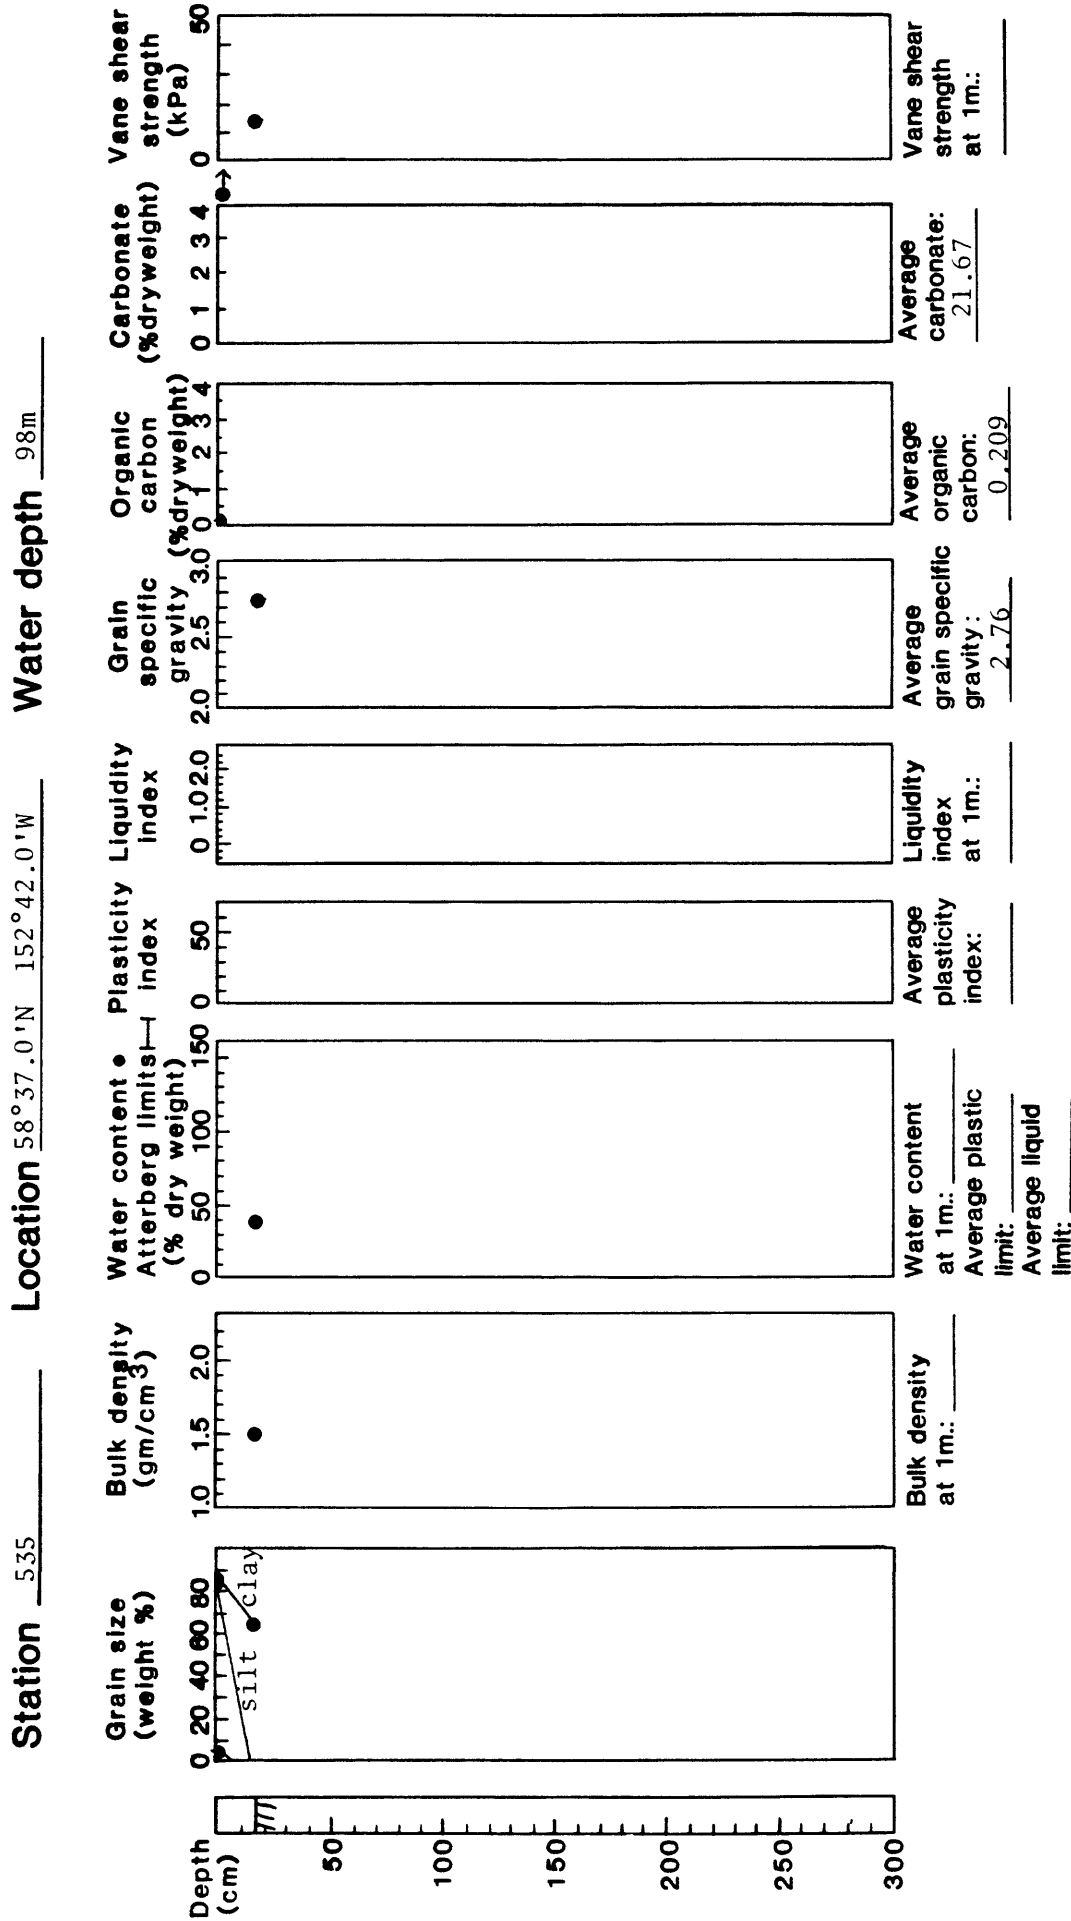 Station 535 Location 58°37.0'N 152°42.0'W Water depth 98m
Depth
(cm)
50
100
150
200
250
300
Grain size
(weight %)
0 20 40 60 80
silt clay
Bulk density
(gm/cm3)
1.0 1.5 2.0
Bulk density
at 1m.:
Water content ●
Atterberg limits ⊢⊣
(% dry weight)
0 50 100 150
Water content
at 1m.:
Average plastic
limit:
Average liquid
limit:
Plasticity
index
0 50
Average
plasticity
index:
Liquidity
index
0 1.0 2.0
Liquidity
index
at 1m.:
Grain
specific
gravity
2.0 2.5 3.0
Average
grain specific
gravity:
2.76
Organic
carbon
(%dryweight)
0 1 2 3 4
Average
organic
carbon:
0.209
Carbonate
(%dryweight)
0 1 2 3 4
→
Average
carbonate:
21.67
Vane shear
strength
(kPa)
0 50
Vane shear
strength
at 1m.: